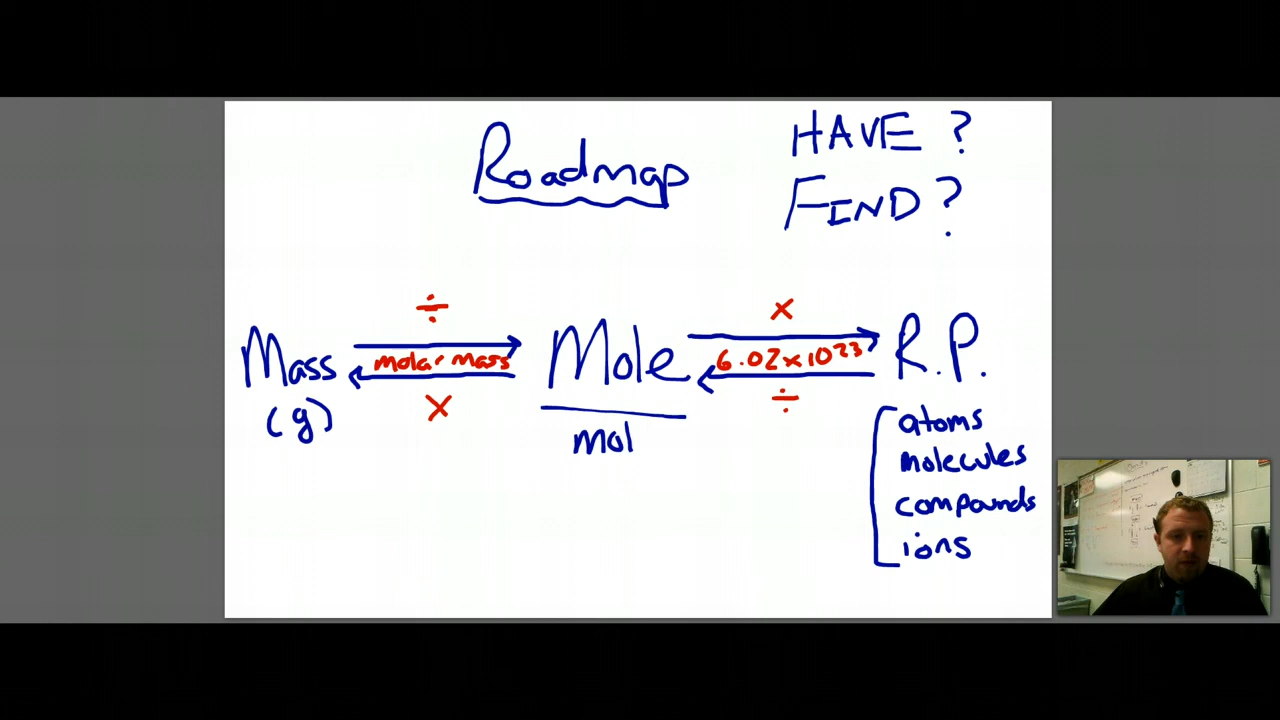 Roadmap
HAVE ?
FIND ?
÷
×
Mass
molar mass
Mole
6.02×10²³
R.P.
(g)
×
mol
÷
atoms
molecules
compounds
ions